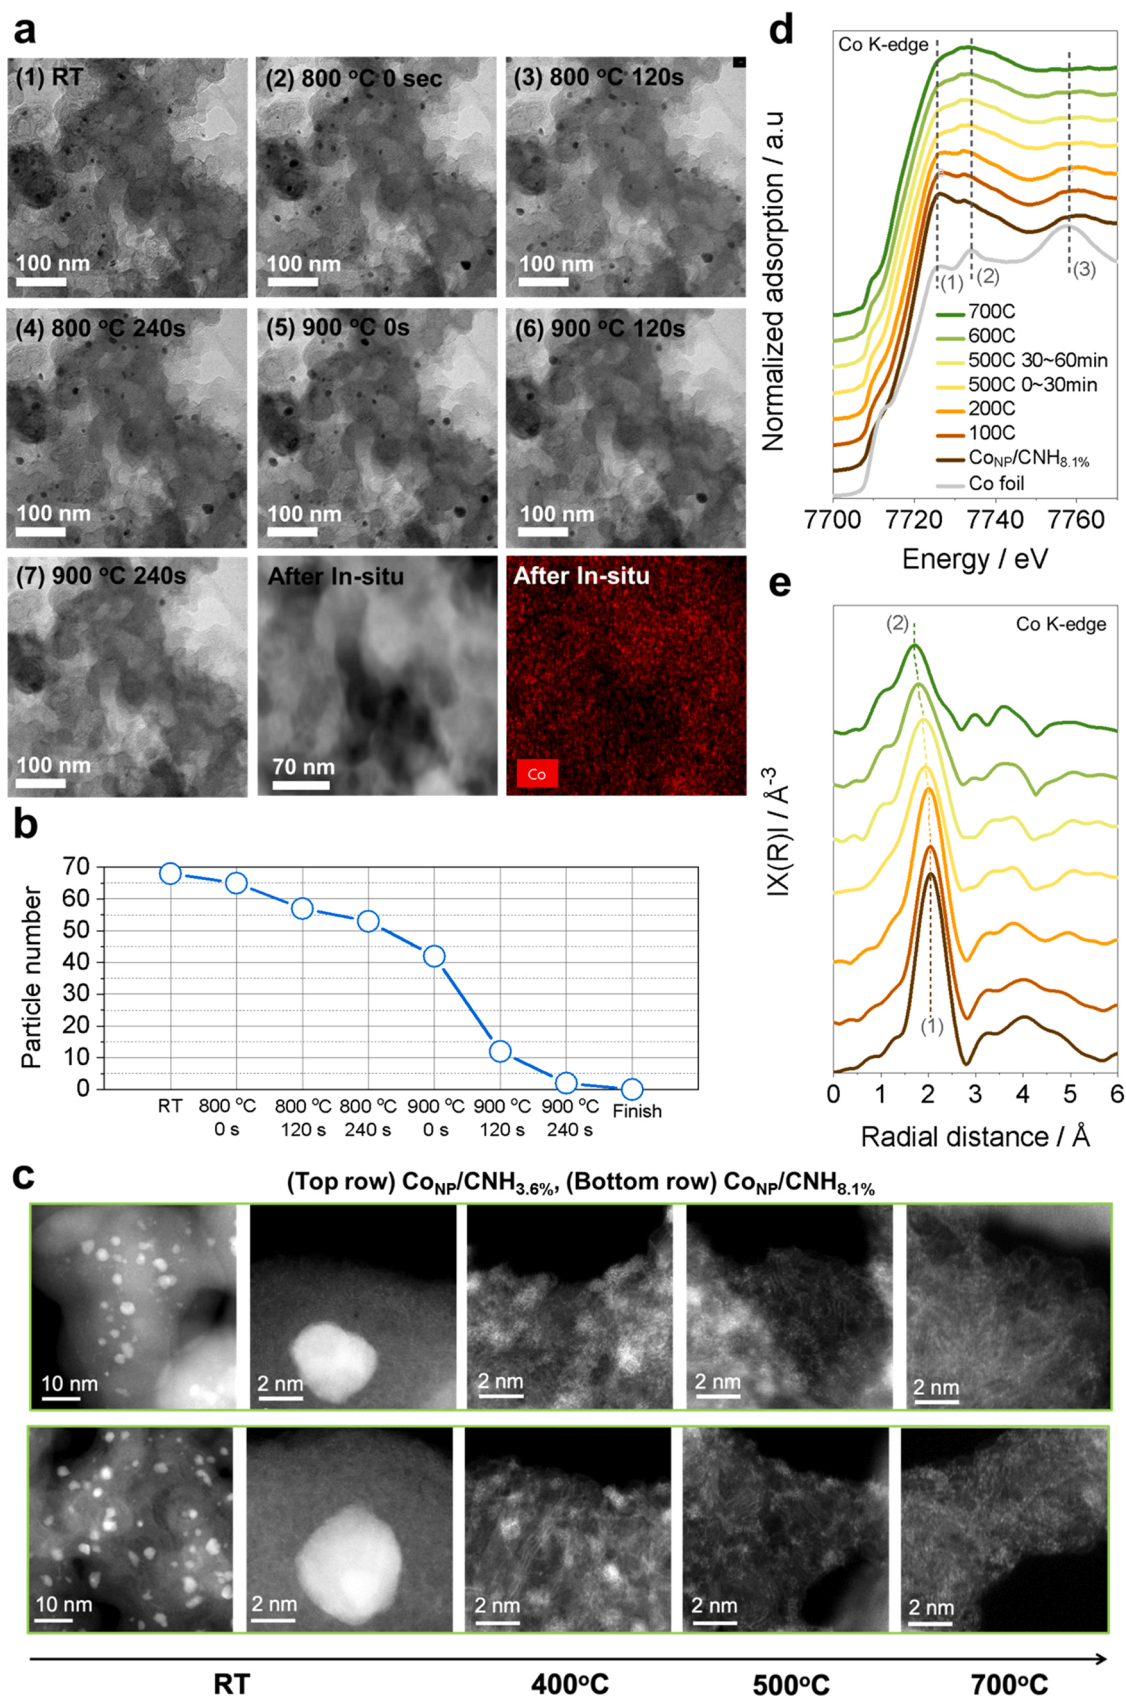 a
(1) RT
(2) 800 °C 0 sec
(3) 800 °C 120s
100 nm
100 nm
100 nm
(4) 800 °C 240s
(5) 900 °C 0s
(6) 900 °C 120s
100 nm
100 nm
100 nm
(7) 900 °C 240s
After In-situ
After In-situ
100 nm
70 nm
Co
b
Particle number
70
60
50
40
30
20
10
0
RT
800 °C 0 s
800 °C 120 s
800 °C 240 s
900 °C 0 s
900 °C 120 s
900 °C 240 s
Finish
c
(Top row) CoNP/CNH3.6%, (Bottom row) CoNP/CNH8.1%
10 nm
2 nm
2 nm
2 nm
2 nm
10 nm
2 nm
2 nm
2 nm
2 nm
RT
400°C
500°C
700°C
d
Co K-edge
Normalized adsorption / a.u
(1)
(2)
(3)
700C
600C
500C 30~60min
500C 0~30min
200C
100C
CoNP/CNH8.1%
Co foil
7700 7720 7740 7760
Energy / eV
e
(2)
Co K-edge
|X(R)| / Å-3
(1)
0 1 2 3 4 5 6
Radial distance / Å